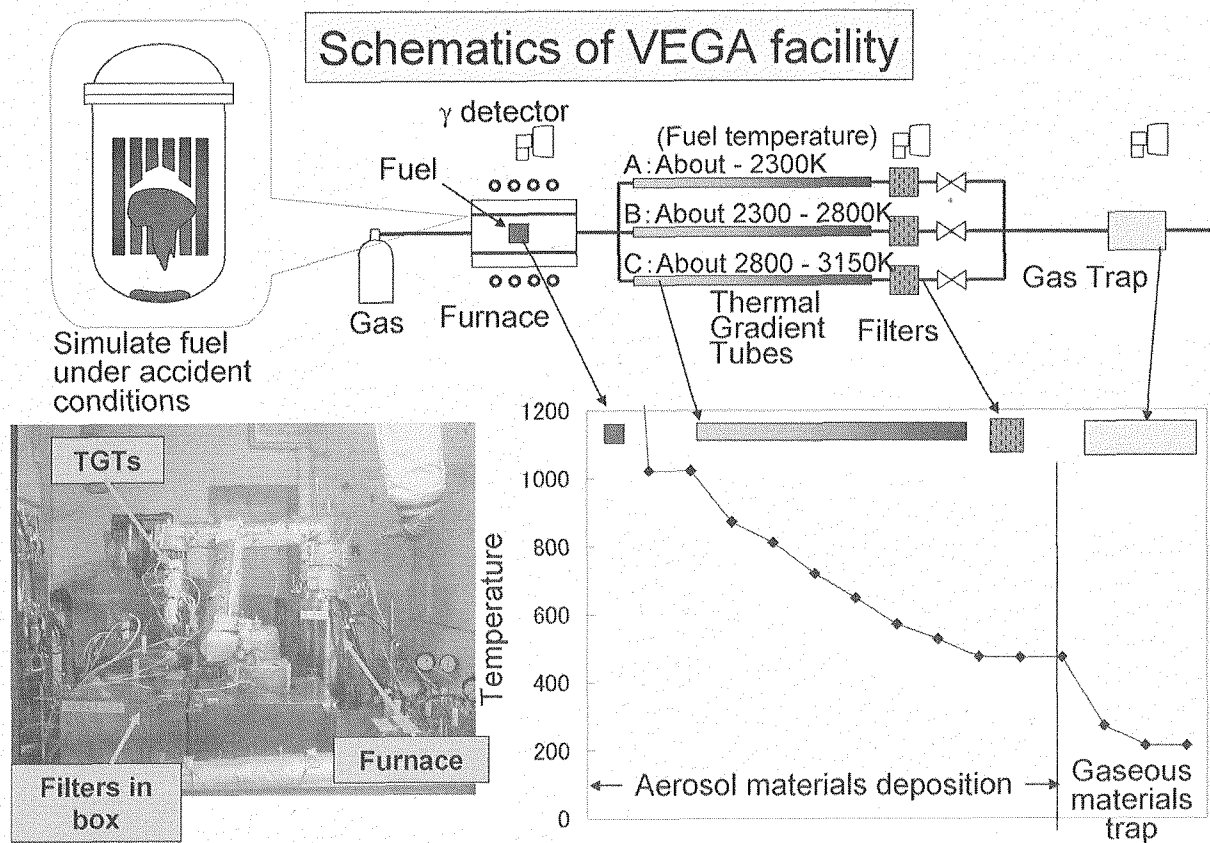 Schematics of VEGA facility
γ detector
(Fuel temperature)
Fuel
A:About - 2300K
B:About 2300 - 2800K
C:About 2800 - 3150K
Gas
Furnace
Thermal
Gradient
Tubes
Filters
Gas Trap
Simulate fuel
under accident
conditions
TGTs
Furnace
Filters in
box
Temperature
1200
1000
800
600
400
200
0
Aerosol materials deposition
Gaseous
materials
trap